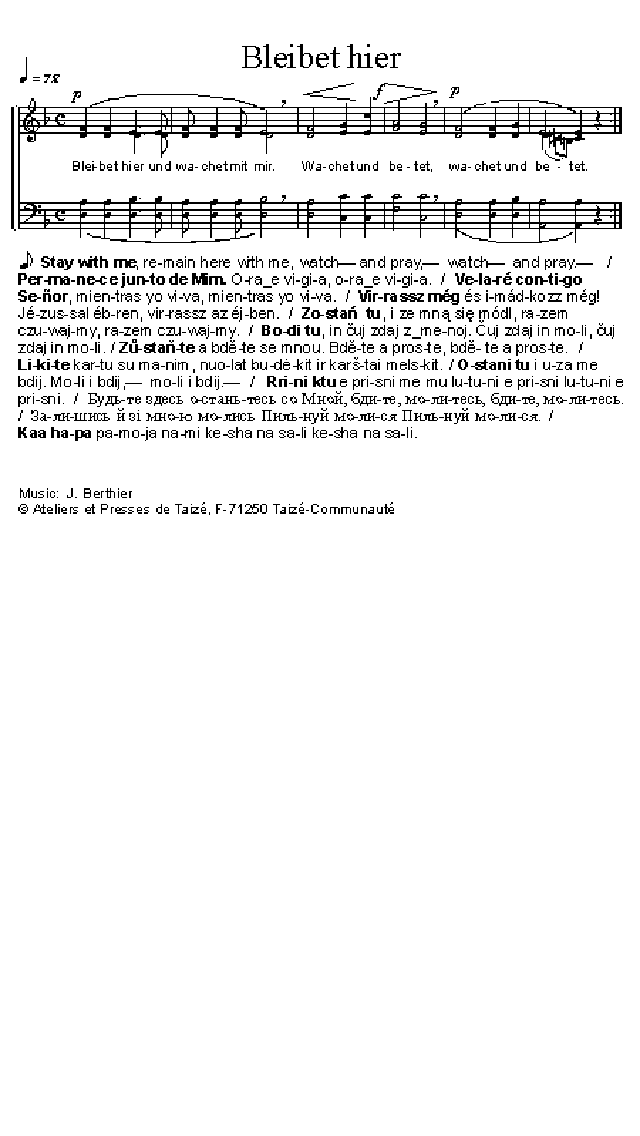 Bleibet hier
♩ = 78
p f p
Blei-bet hier und wa-chet mit mir. Wa-chet und be-tet, wa-chet und be-tet.
Stay with me, re-main here with me, watch— and pray,— watch— and pray.— /
Per-ma-ne-ce jun-to de Mim. O-ra_e vi-gi-a, o-ra_e vi-gi-a. / Ve-la-ré con-ti-go
Se-ñor, mien-tras yo vi-va, mien-tras yo vi-va. / Vir-rassz még és i-mád-kozz még!
Jé-zus-sal éb-ren, vir-rassz az éj-ben. / Zo-stań tu, i ze mną się módl, ra-zem
czu-waj-my, ra-zem czu-waj-my. / Bo-di tu, in čuj zdaj z_me-noj. Čuj zdaj in mo-li, čuj
zdaj in mo-li. / Zů-staň-te a bdě-te se mnou. Bdě-te a pros-te, bdě-te a pros-te. /
Li-ki-te kar-tu su ma-nim, nuo-lat bu-dė-kit ir karš-tai mels-kit. / O-stani tu i u-za me
bdij. Mo-li i bdij,— mo-li i bdij.— / Rri-ni ktu e pri-sni me mu lu-tu-ni e pri-sni lu-tu-ni e
pri-sni. / Будь-те здесь о-стань-тесь со Мной, бди-те, мо-ли-тесь, бди-те, мо-ли-тесь.
/ За-ли-шись й зі мно-ю мо-лись Пиль-нуй мо-ли-ся Пиль-нуй мо-ли-ся. /
Kaa ha-pa pa-mo-ja na-mi ke-sha na sa-li ke-sha na sa-li.
Music: J. Berthier
© Ateliers et Presses de Taizé, F-71250 Taizé-Communauté